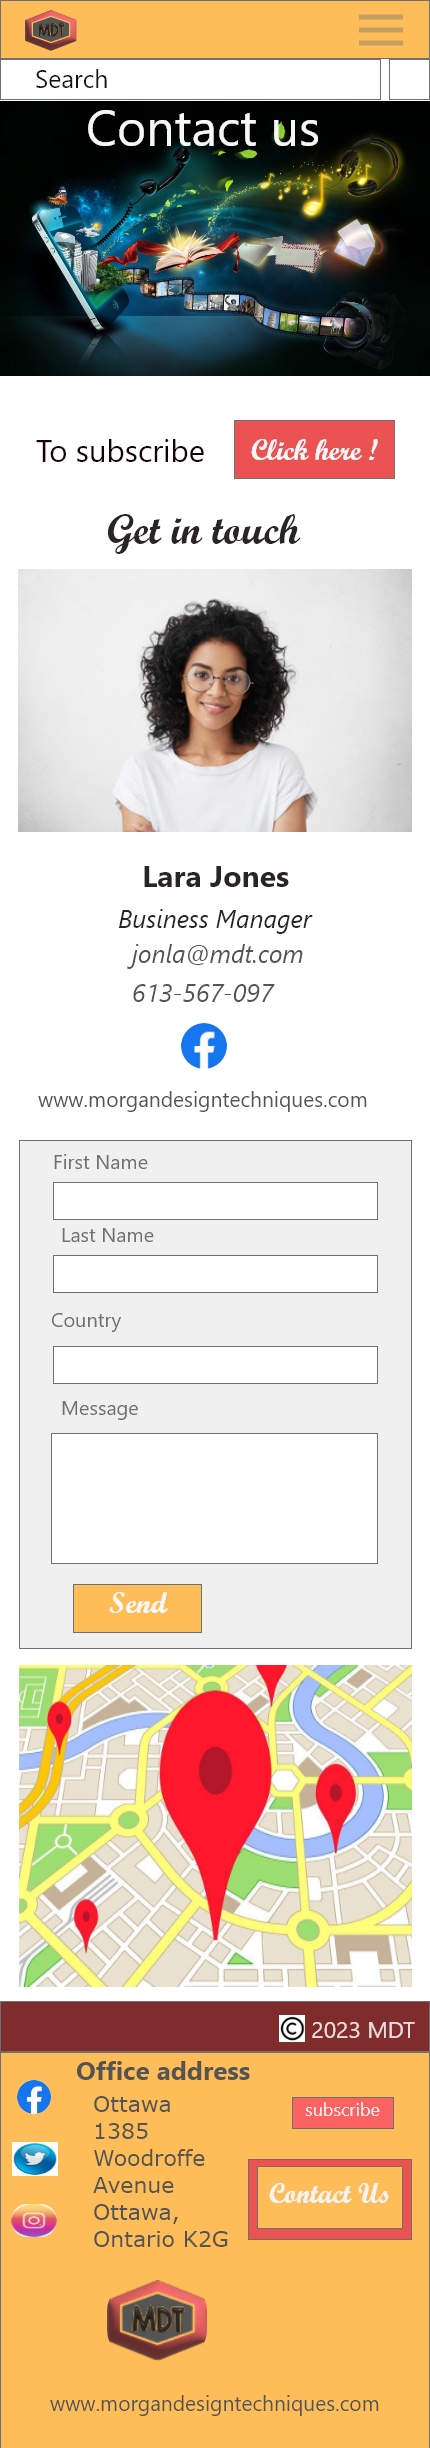 MDT
Search
Contact us
To subscribe
Click here !
Get in touch
Lara Jones
Business Manager
jonla@mdt.com
613-567-097
www.morgandesigntechniques.com
First Name
Last Name
Country
Message
Send
© 2023 MDT
Office address
Ottawa
1385
Woodroffe
Avenue
Ottawa,
Ontario K2G
subscribe
Contact Us
MDT
www.morgandesigntechniques.com